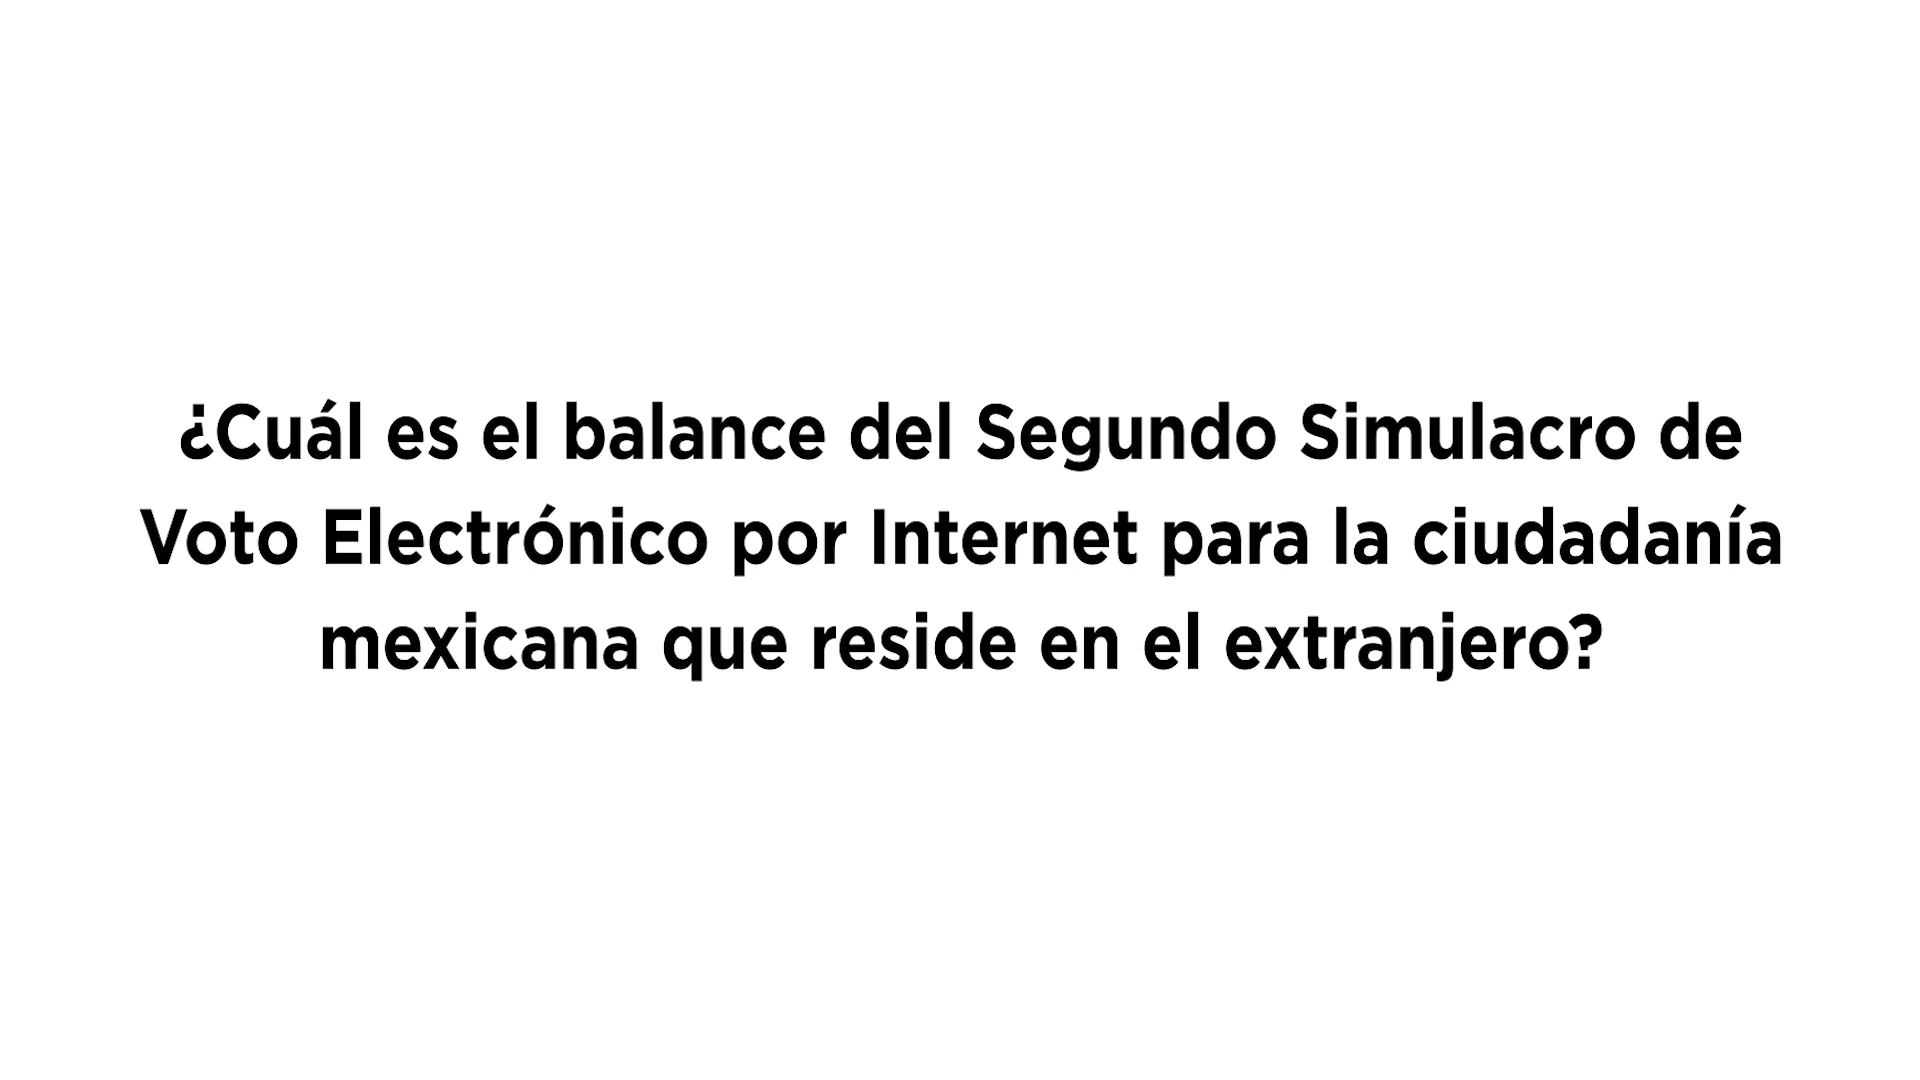 ¿Cuál es el balance del Segundo Simulacro de
Voto Electrónico por Internet para la ciudadanía
mexicana que reside en el extranjero?